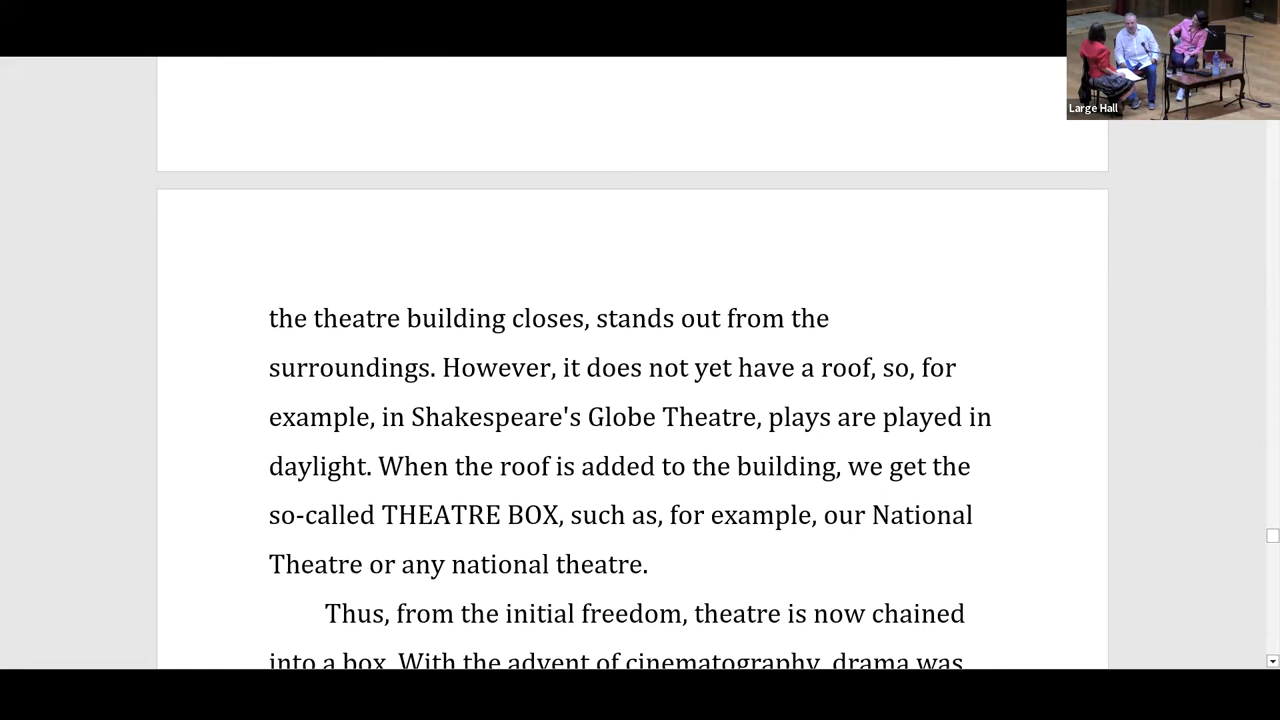 Large Hall
the theatre building closes, stands out from the
surroundings. However, it does not yet have a roof, so, for
example, in Shakespeare's Globe Theatre, plays are played in
daylight. When the roof is added to the building, we get the
so-called THEATRE BOX, such as, for example, our National
Theatre or any national theatre.
Thus, from the initial freedom, theatre is now chained
into a box. With the advent of cinematography, drama was